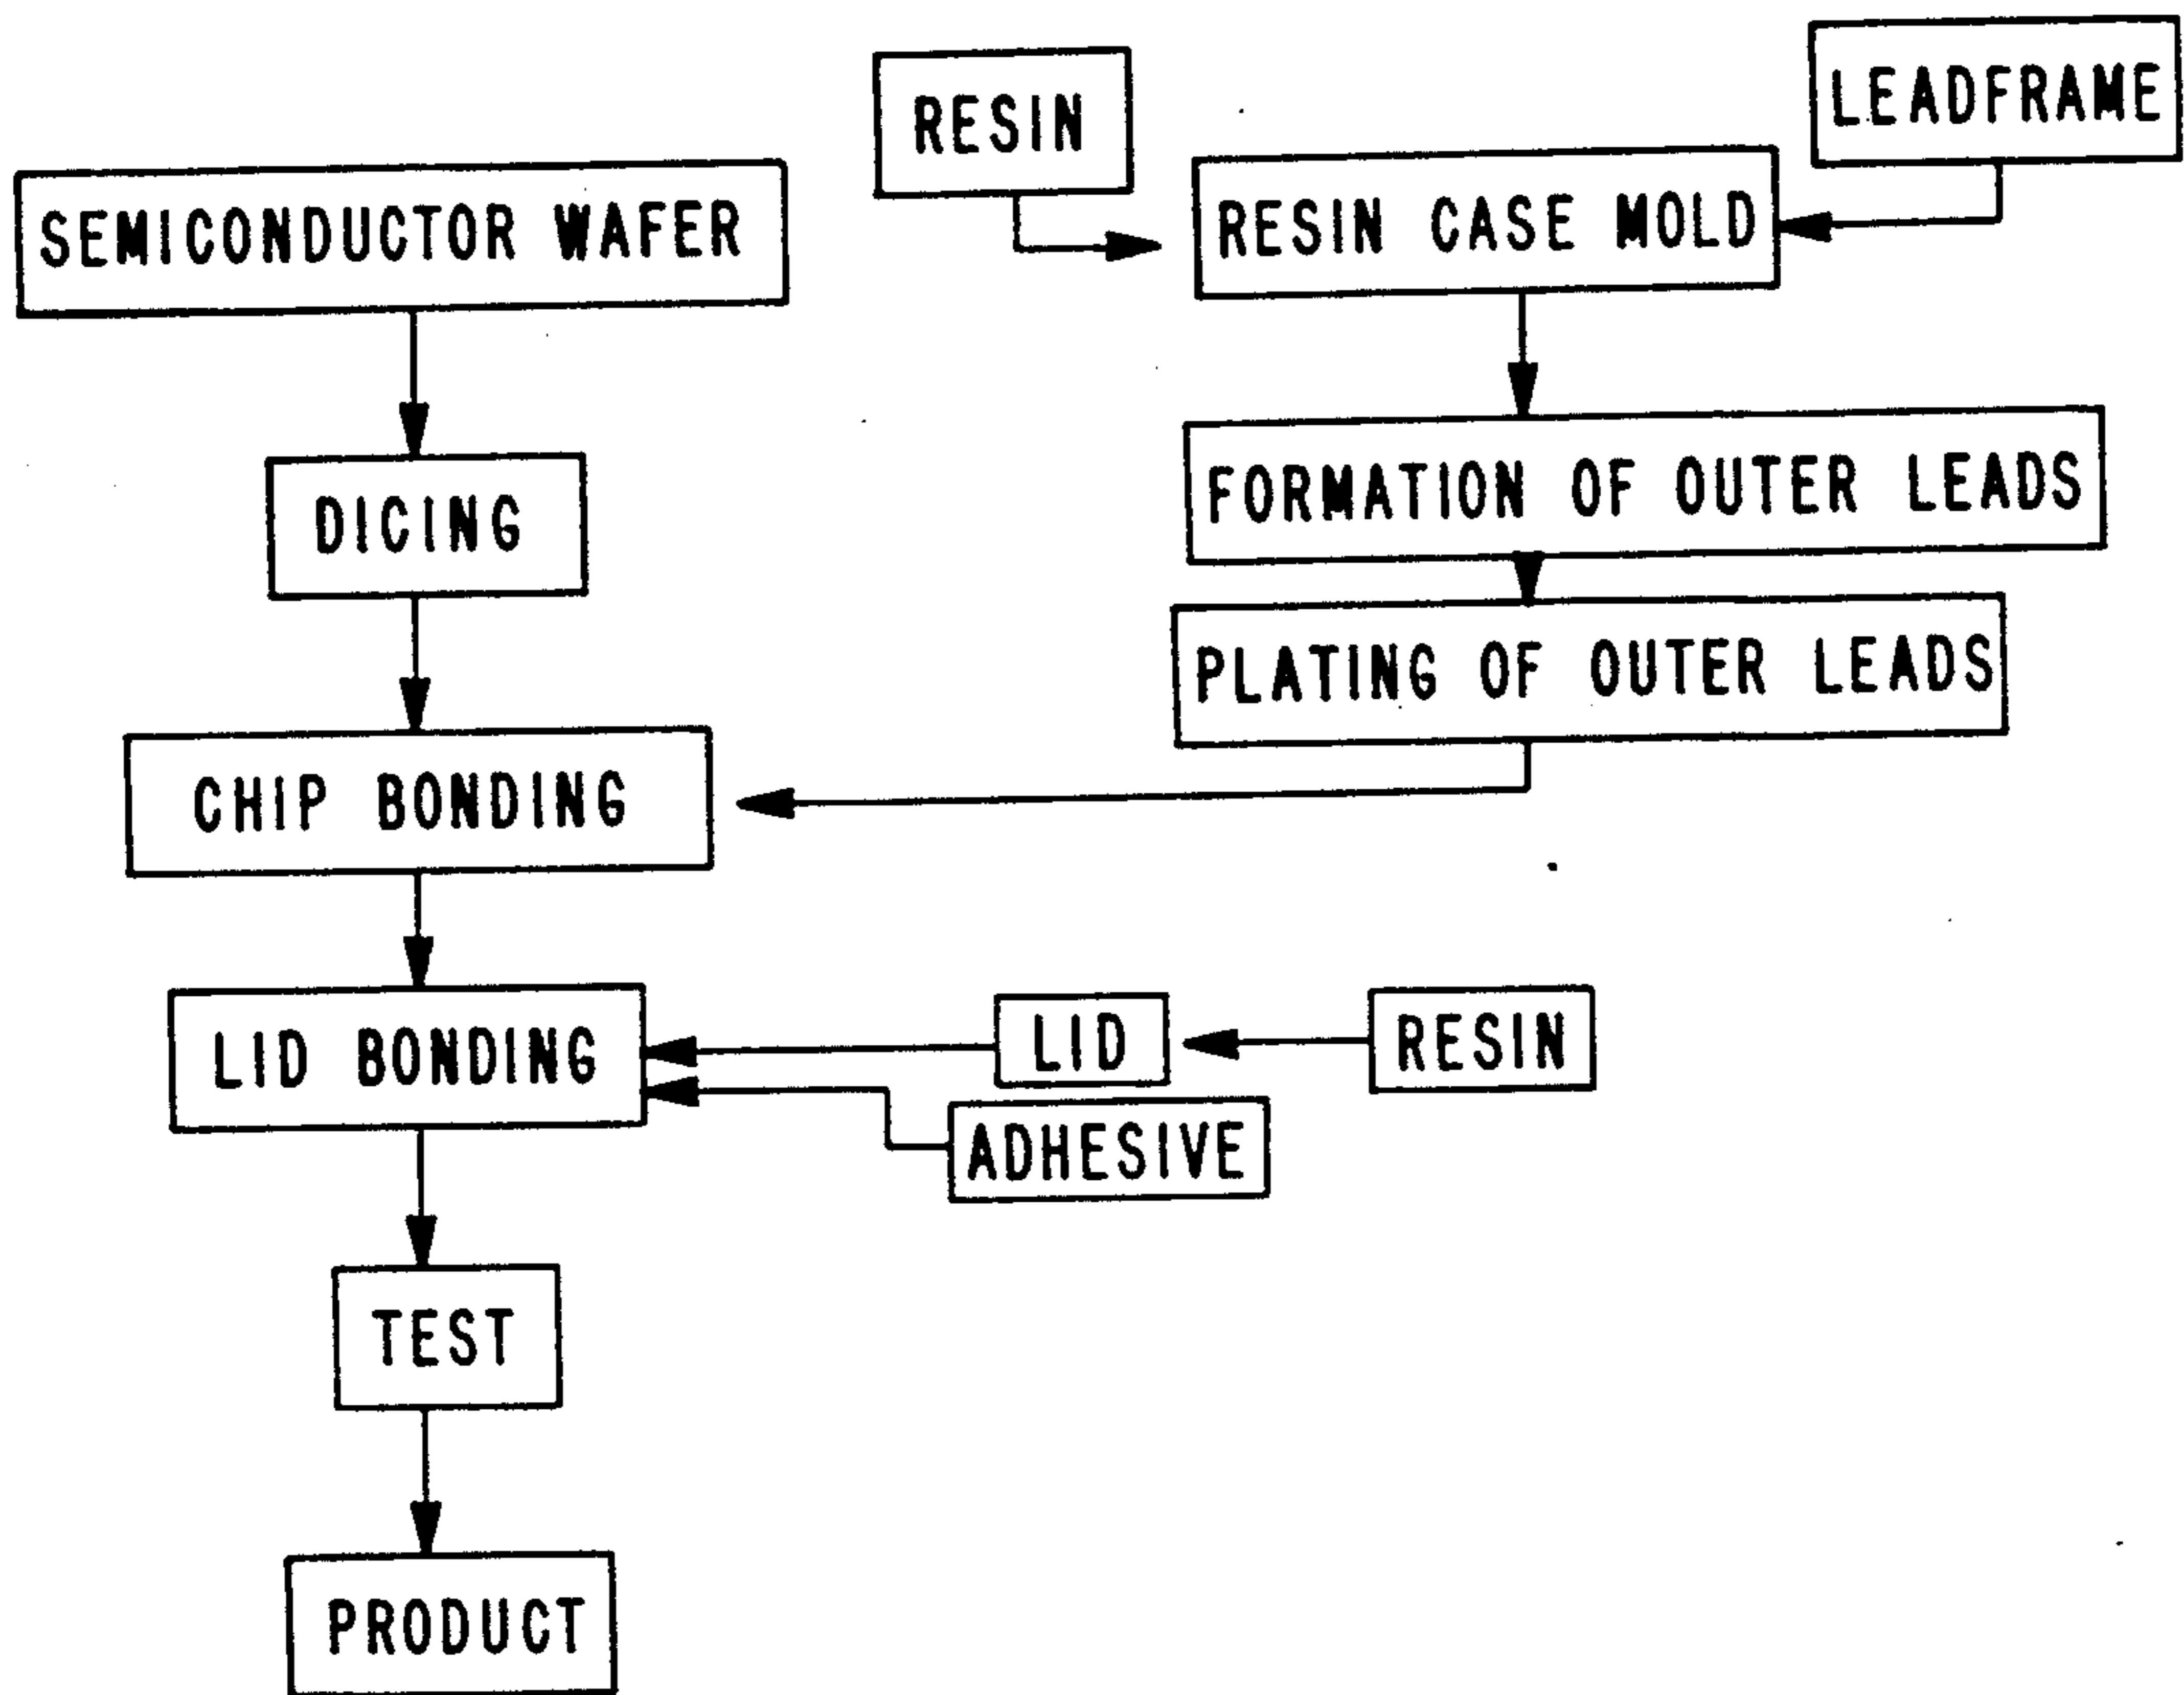 LEADFRAME
RESIN
RESIN CASE MOLD
SEMICONDUCTOR WAFER
FORMATION OF OUTER LEADS
DICING
PLATING OF OUTER LEADS
CHIP BONDING
LID BONDING
LID
RESIN
ADHESIVE
TEST
PRODUCT